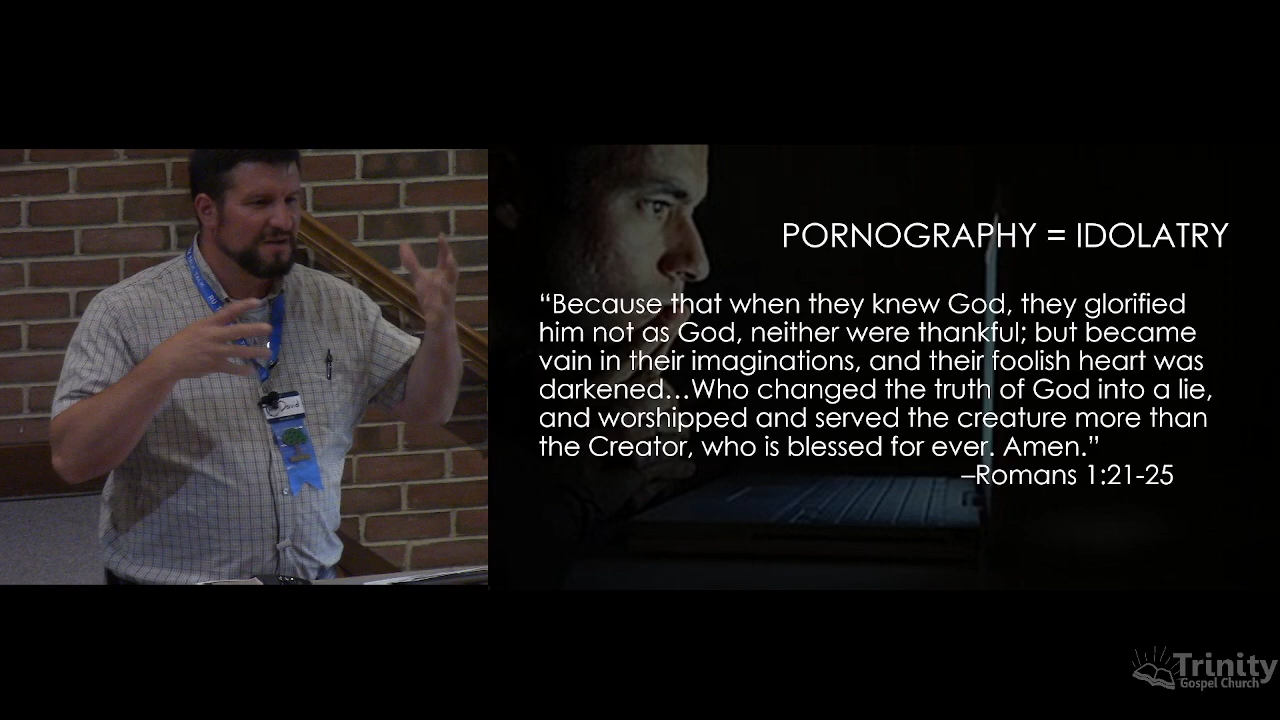 David
PORNOGRAPHY = IDOLATRY
“Because that when they knew God, they glorified
him not as God, neither were thankful; but became
vain in their imaginations, and their foolish heart was
darkened...Who changed the truth of God into a lie,
and worshipped and served the creature more than
the Creator, who is blessed for ever. Amen.”
–Romans 1:21-25
Trinity
Gospel Church